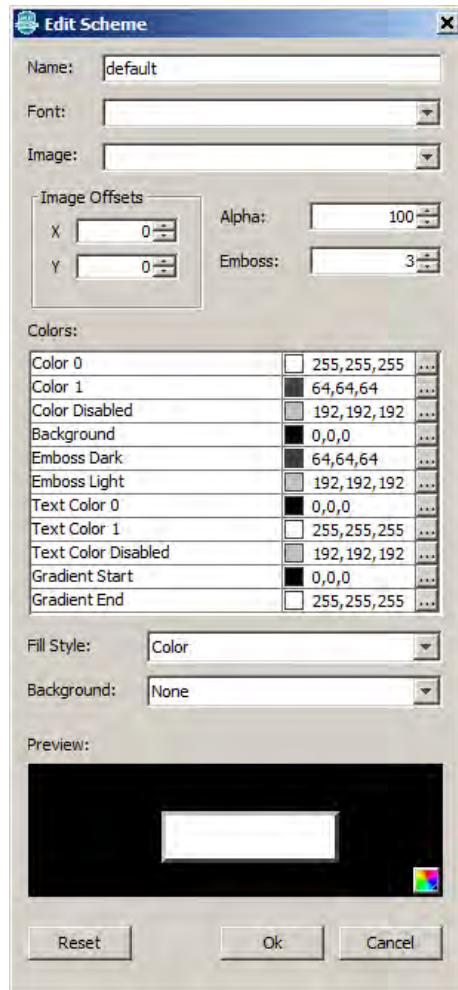 Edit Scheme
Name: default
Font:
Image:
Image Offsets
X 0
Y 0
Alpha: 100
Emboss: 3
Colors:
Color 0 255,255,255 ...
Color 1 64,64,64 ...
Color Disabled 192,192,192 ...
Background 0,0,0 ...
Emboss Dark 64,64,64 ...
Emboss Light 192,192,192 ...
Text Color 0 0,0,0 ...
Text Color 1 255,255,255 ...
Text Color Disabled 192,192,192 ...
Gradient Start 0,0,0 ...
Gradient End 255,255,255 ...
Fill Style: Color
Background: None
Preview:
Reset Ok Cancel